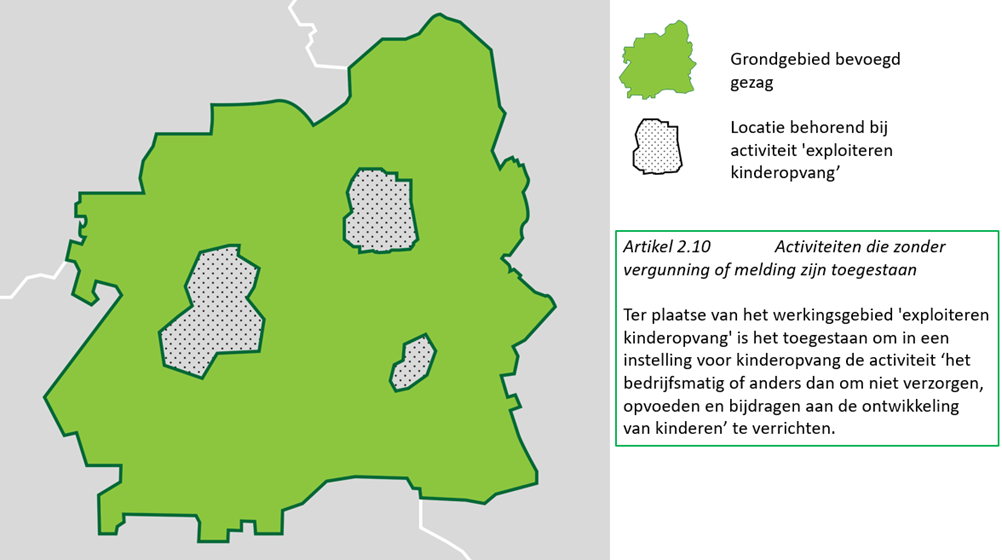 Grondgebied bevoegd
gezag
Locatie behorend bij
activiteit 'exploiteren
kinderopvang’
Artikel 2.10 Activiteiten die zonder
vergunning of melding zijn toegestaan
Ter plaatse van het werkingsgebied 'exploiteren
kinderopvang' is het toegestaan om in een
instelling voor kinderopvang de activiteit ‘het
bedrijfsmatig of anders dan om niet verzorgen,
opvoeden en bijdragen aan de ontwikkeling
van kinderen’ te verrichten.